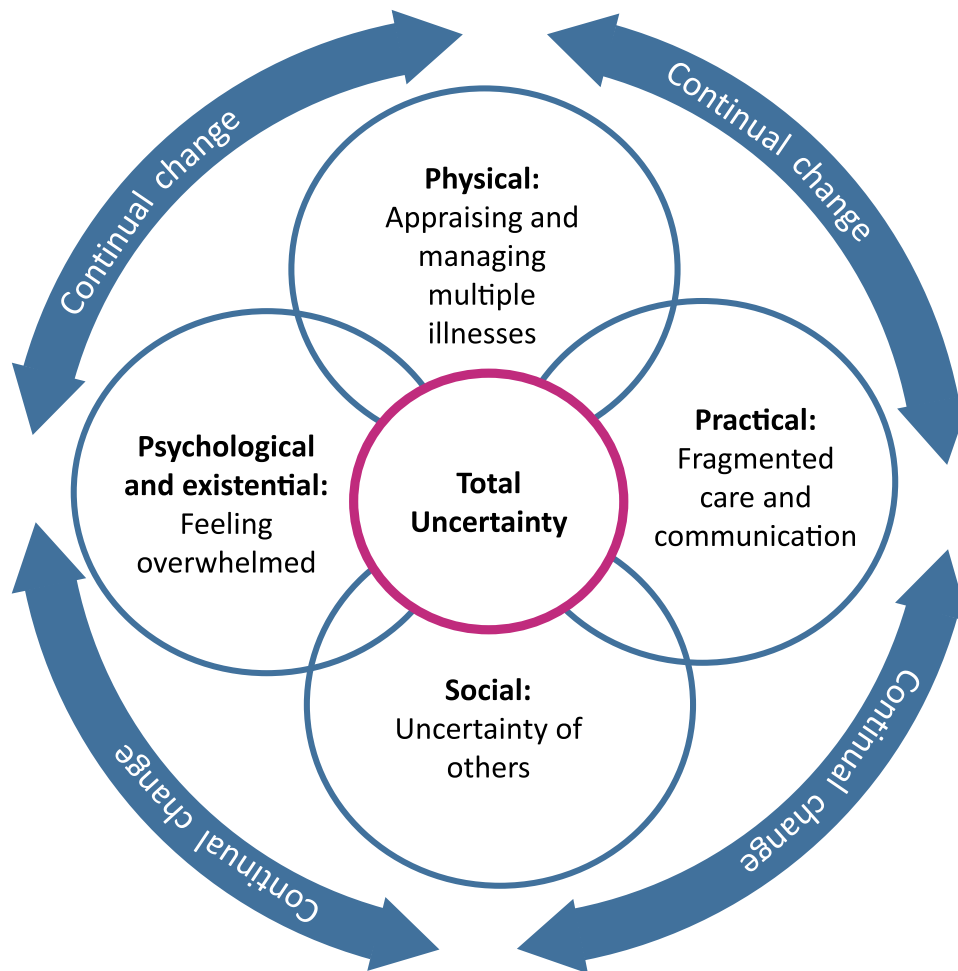 Continual change
Continual change
Physical:
Appraising and
managing
multiple
illnesses
Psychological
and existential:
Feeling
overwhelmed
Total
Uncertainty
Practical:
Fragmented
care and
communication
Social:
Uncertainty of
others
Continual change
Continual change